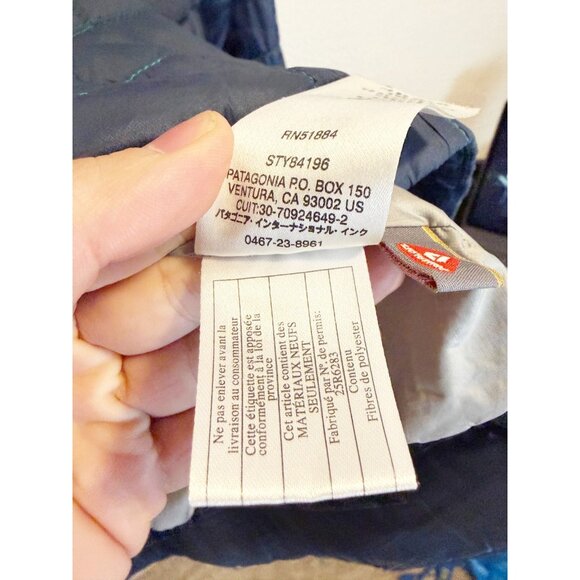 RN51884
STY84196
PATAGONIA P.O. BOX 150
VENTURA, CA 93002 US
CUIT:30-70924649-2
パタゴニア・インターナショナル・インク
0467-23-8961
Ne pas enlever avant la
livraison au consommateur
Cette étiquette est apposée
conformément à la loi de la
province
Cet article contient des
MATÉRIAUX NEUFS
SEULEMENT
Fabriqué par Nº. de permis:
25R6283
Contenu
Fibres de polyester